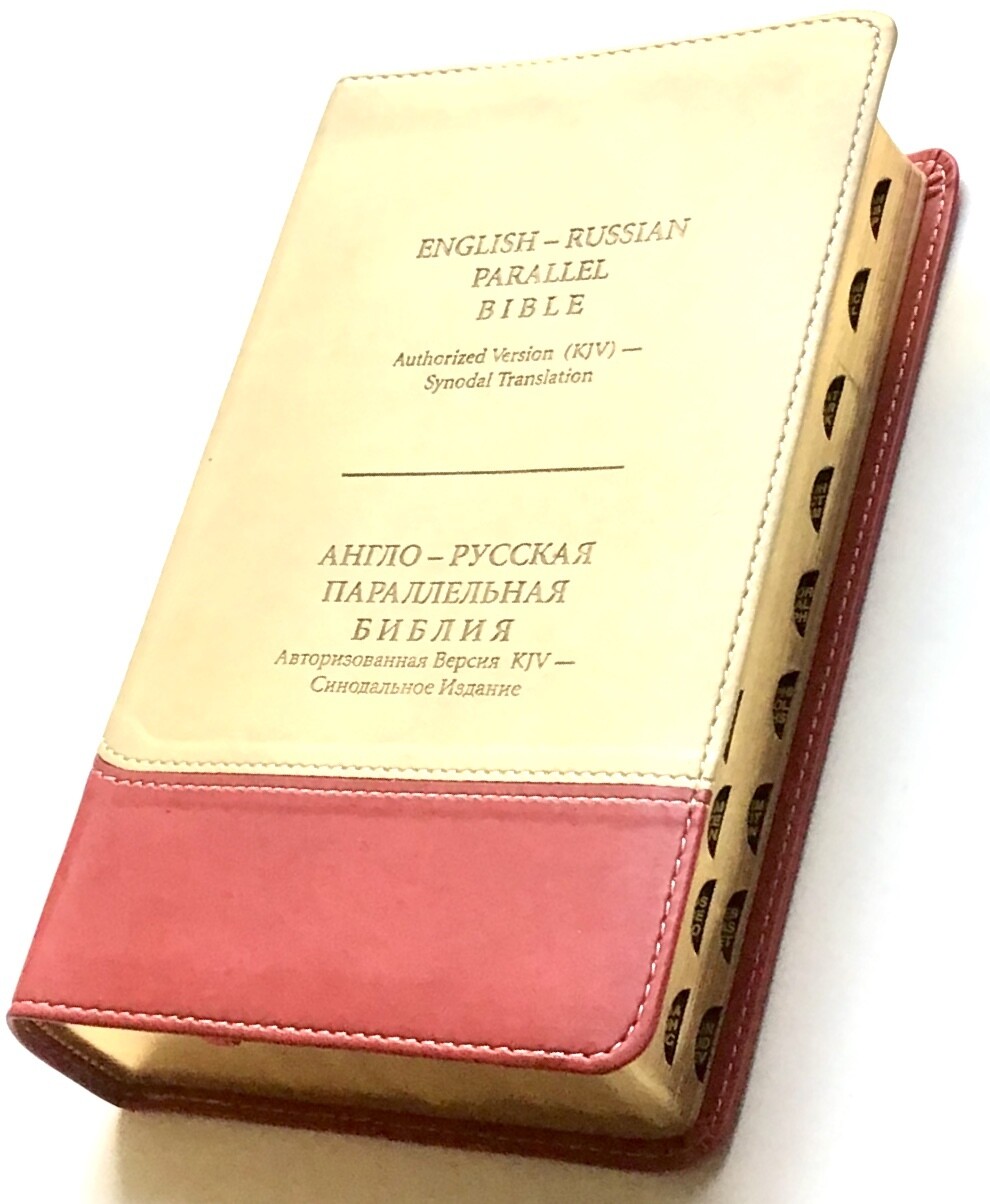 ENGLISH – RUSSIAN
PARALLEL
BIBLE
Authorized Version (KJV) —
Synodal Translation
АНГЛО – РУССКАЯ
ПАРАЛЛЕЛЬНАЯ
БИБЛИЯ
Авторизованная Версия KJV —
Синодальное Издание